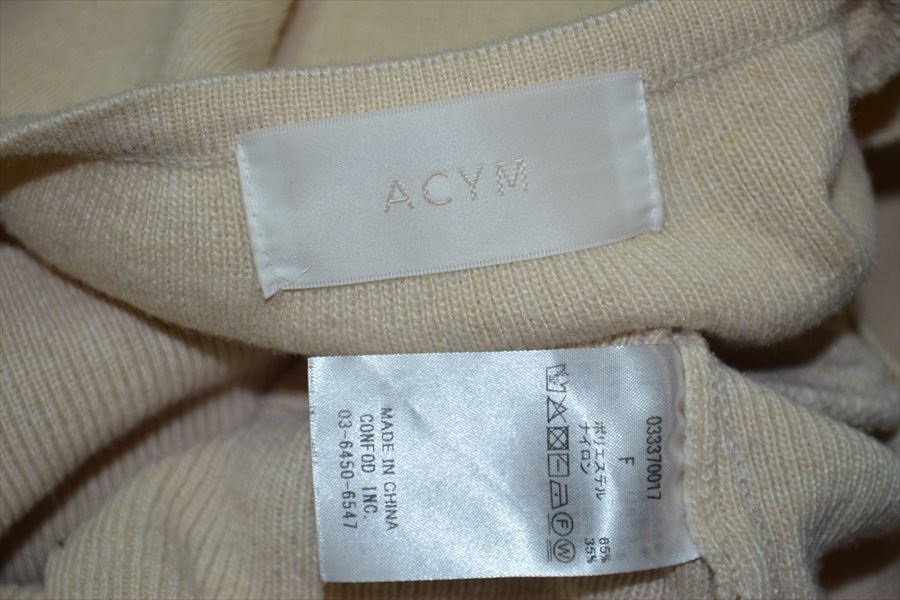 ACYM
033370017
F
ポリエステル 65%
ナイロン 35%
MADE IN CHINA
CONFOD INC.
03-6450-6547